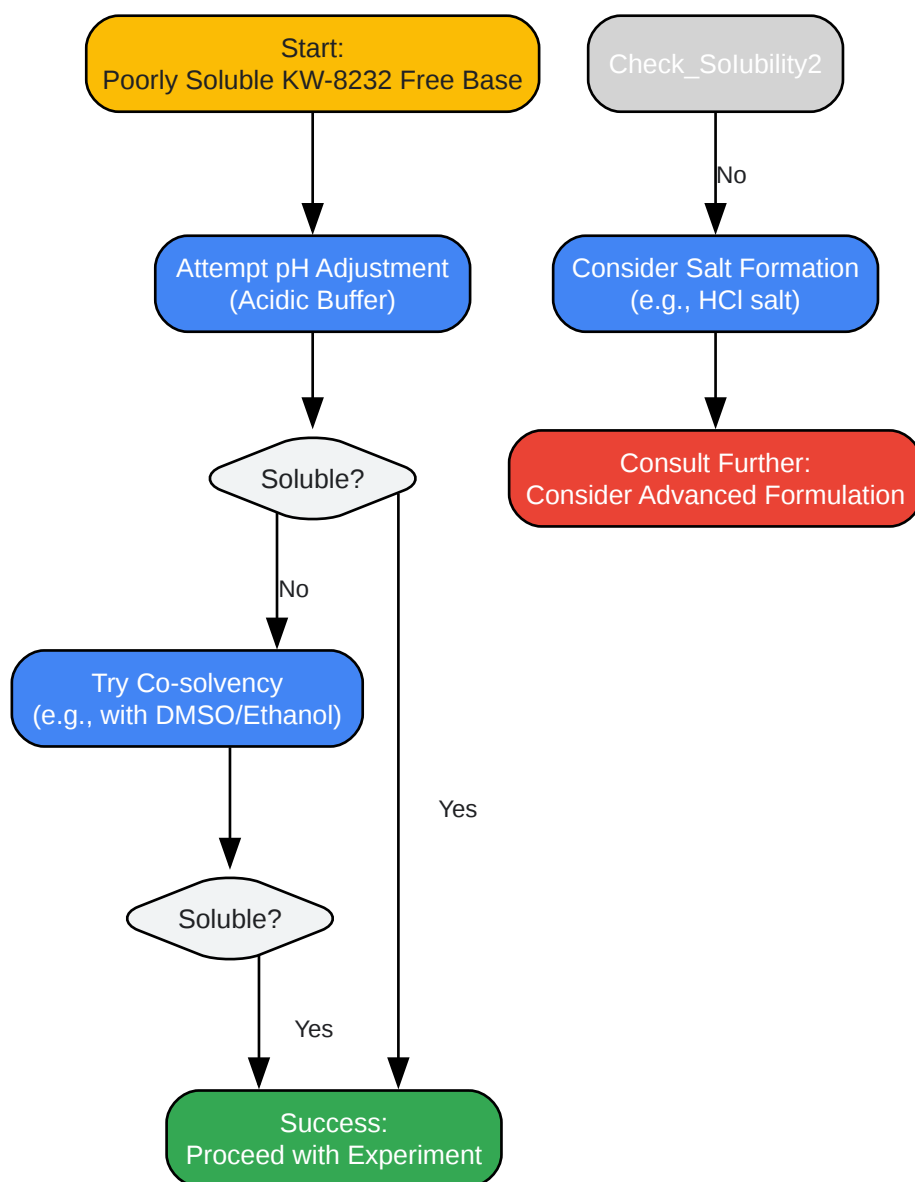 Start:
Poorly Soluble KW-8232 Free Base
Check_Solubility2
No
Attempt pH Adjustment
(Acidic Buffer)
Consider Salt Formation
(e.g., HCl salt)
Soluble?
Consult Further:
Consider Advanced Formulation
No
Try Co-solvency
(e.g., with DMSO/Ethanol)
Yes
Soluble?
Yes
Success:
Proceed with Experiment